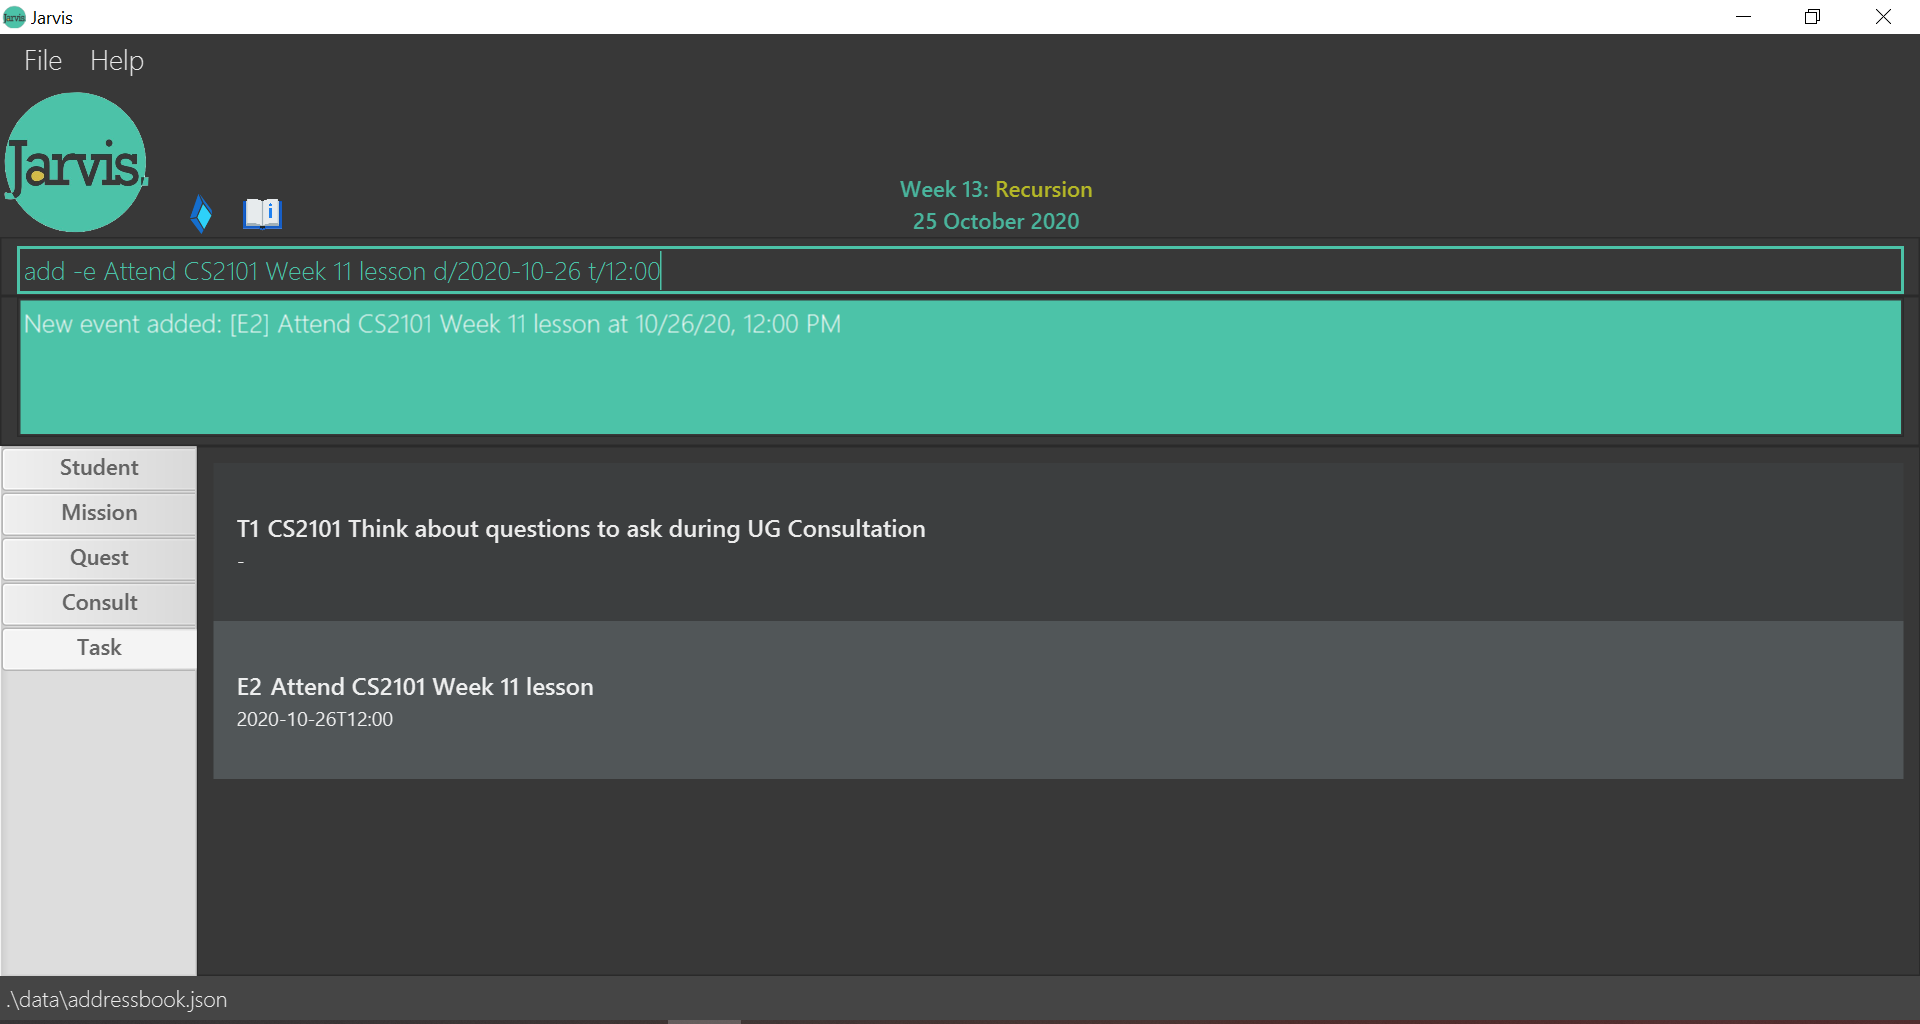 Jarvis
Jarvis
File Help
Jarvis
i
Week 13: Recursion
25 October 2020
add -e Attend CS2101 Week 11 lesson d/2020-10-26 t/12:00
New event added: [E2] Attend CS2101 Week 11 lesson at 10/26/20, 12:00 PM
Student
Mission
Quest
Consult
Task
T1 CS2101 Think about questions to ask during UG Consultation
-
E2 Attend CS2101 Week 11 lesson
2020-10-26T12:00
.\data\addressbook.json